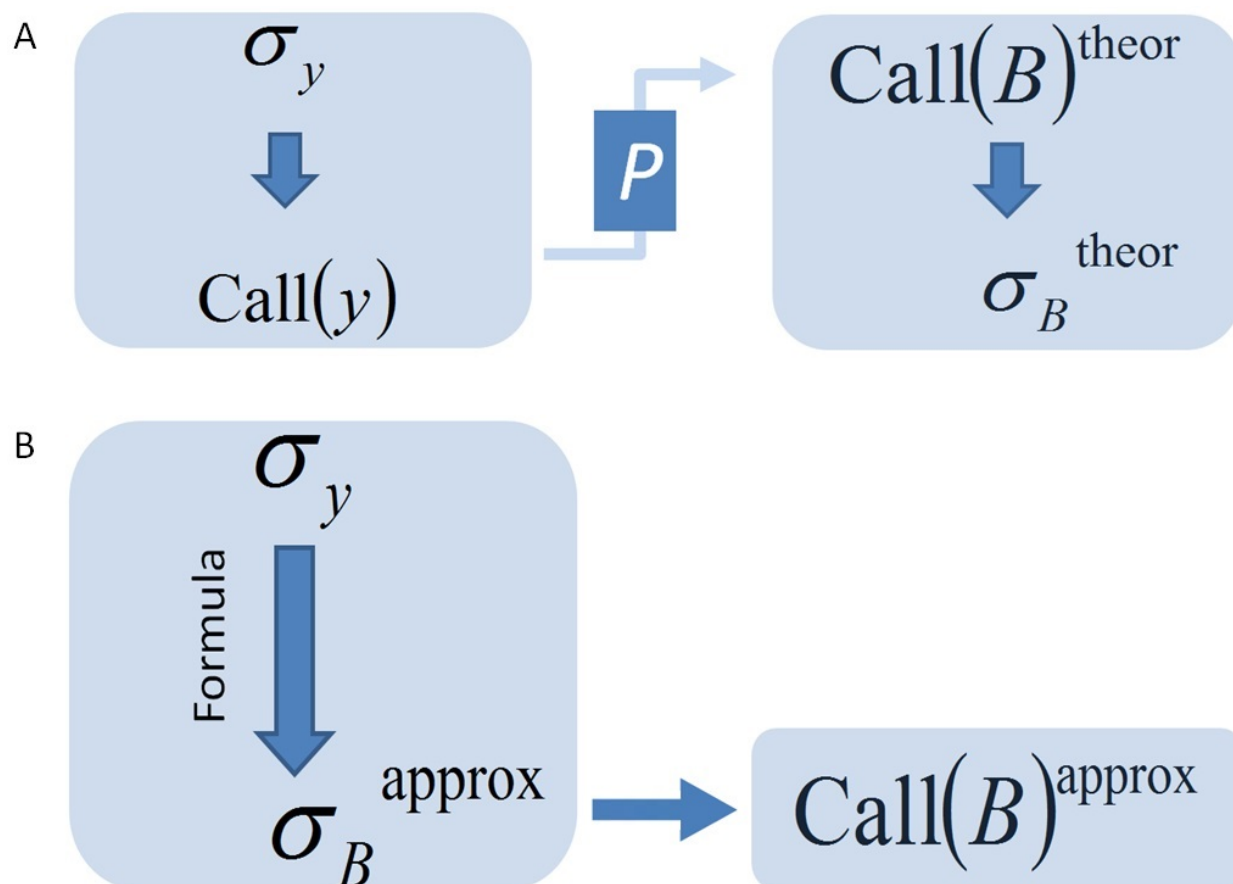 A
σ_y
Call(y)
P
Call(B)^theor
σ_B^theor
B
σ_y
Formula
σ_B^approx
Call(B)^approx